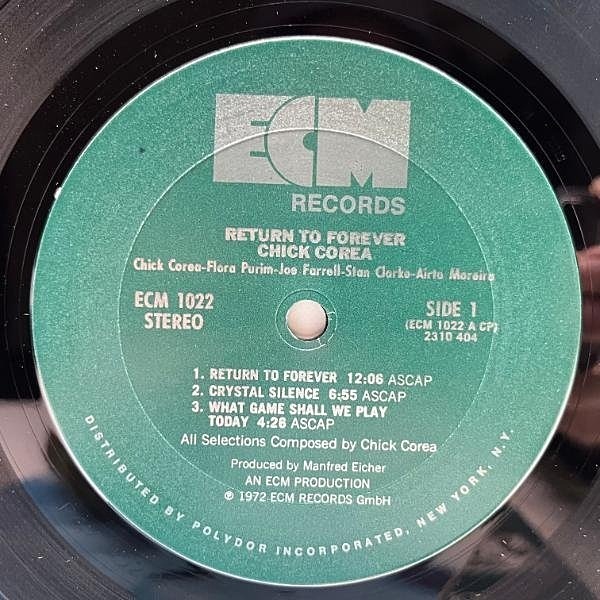 ECM
RECORDS
RETURN TO FOREVER
CHICK COREA
Chick Corea-Flora Purim-Joe Farrell-Stan Clarke-Airto Moreira
ECM 1022
STEREO
SIDE 1
(ECM 1022 A CP)
2310 404
1. RETURN TO FOREVER 12:06 ASCAP
2. CRYSTAL SILENCE 6:55 ASCAP
3. WHAT GAME SHALL WE PLAY
TODAY 4:26 ASCAP
All Selections Composed by Chick Corea
Produced by Manfred Eicher
AN ECM PRODUCTION
℗ 1972 ECM RECORDS GmbH
DISTRIBUTED BY POLYDOR INCORPORATED, NEW YORK, N.Y.